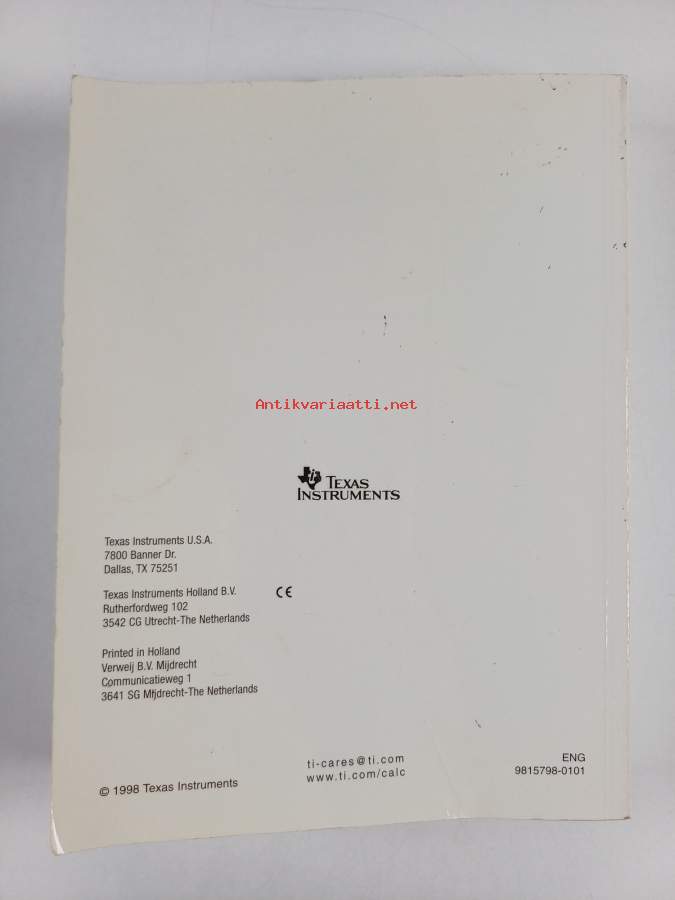 Antikvariaatti.net
TEXAS
INSTRUMENTS
Texas Instruments U.S.A.
7800 Banner Dr.
Dallas, TX 75251
Texas Instruments Holland B.V.
CE
Rutherfordweg 102
3542 CG Utrecht-The Netherlands
Printed in Holland
Verweij B.V. Mijdrecht
Communicatieweg 1
3641 SG Mijdrecht-The Netherlands
© 1998 Texas Instruments
ti-cares@ti.com
www.ti.com/calc
ENG
9815798-0101